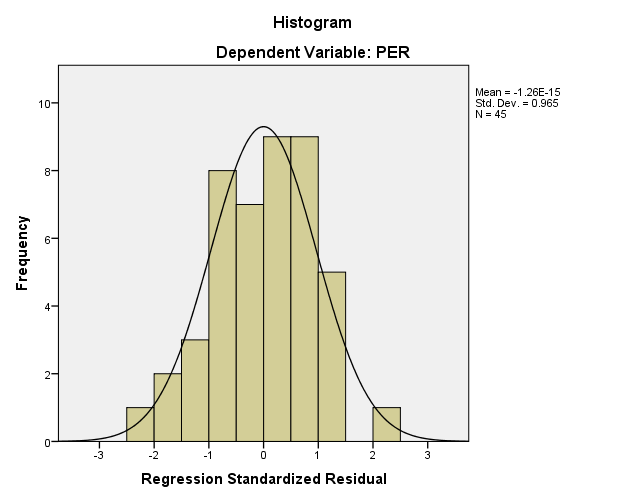 Histogram
Dependent Variable: PER
Mean = -1.26E-15
Std. Dev. = 0.965
N = 45
Frequency
10
8
6
4
2
0
-3 -2 -1 0 1 2 3
Regression Standardized Residual